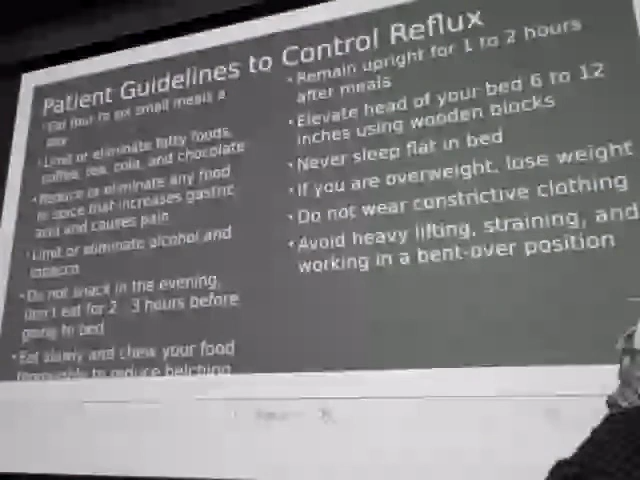 Patient Guidelines to Control Reflux
• Eat four to six small meals a
day
• Limit or eliminate fatty foods,
coffee, tea, cola, and chocolate
• Reduce or eliminate any food
or spice that increases gastric
acid and causes pain
• Limit or eliminate alcohol and
tobacco
• Do not snack in the evening,
Don't eat for 2 - 3 hours before
going to bed
• Eat slowly and chew your food
to reduce belching
• Remain upright for 1 to 2 hours
after meals
• Elevate head of your bed 6 to 12
inches using wooden blocks
• Never sleep flat in bed
• If you are overweight, lose weight
• Do not wear constrictive clothing
• Avoid heavy lifting, straining, and
working in a bent-over position